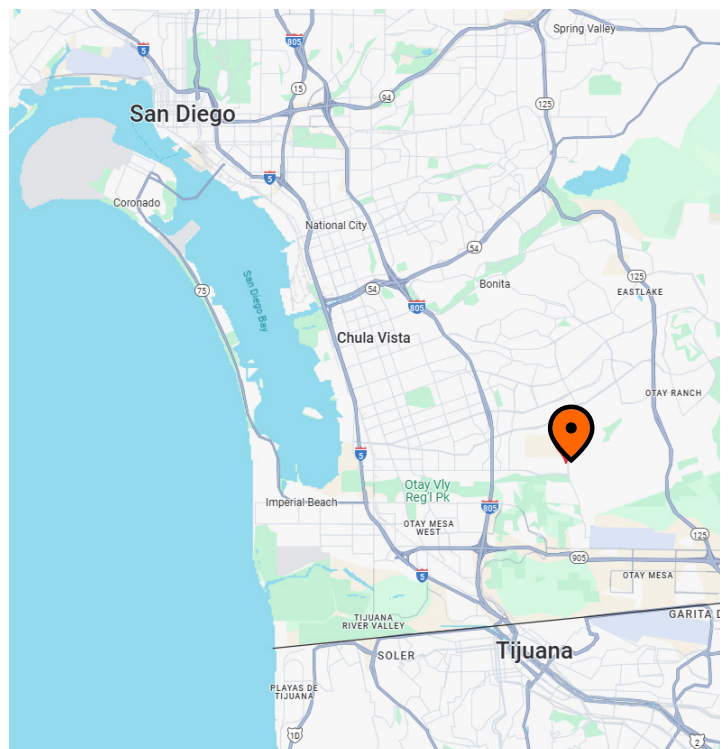 5
805
Spring Valley
15
94
125
San Diego
5
Coronado
National City
54
125
75
San Diego Bay
54
Bonita
EASTLAKE
805
Chula Vista
OTAY RANCH
5
Otay Vly
Reg'l Pk
Imperial Beach
805
OTAY MESA
WEST
125
905
5
OTAY MESA
TIJUANA
RIVER VALLEY
GARITA D
Tijuana
SOLER
PLAYAS DE
TIJUANA
1D
2